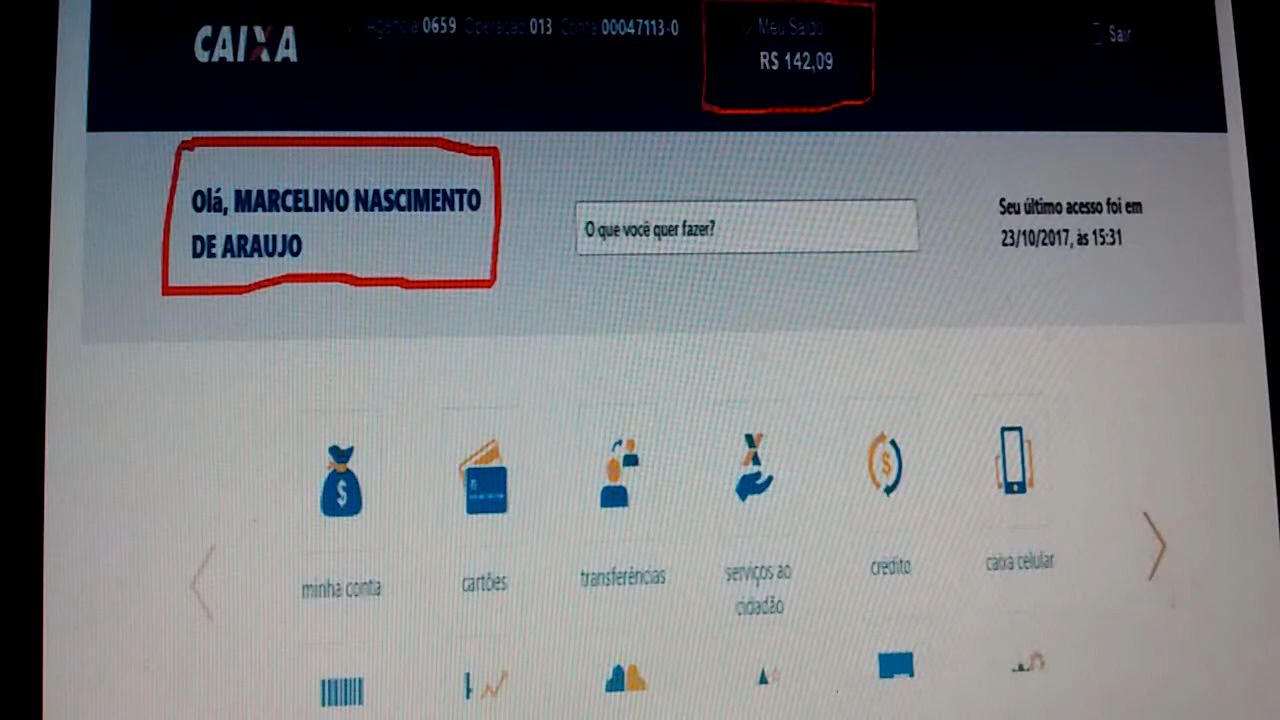 CAIXA
Agência 0659 Operação 013 Conta 00047113-0
Meu Saldo
R$ 142,09
Sair
Olá, MARCELINO NASCIMENTO
DE ARAUJO
O que você quer fazer?
Seu último acesso foi em
23/10/2017, às 15:31
minha conta
cartões
transferências
serviços ao
cidadão
crédito
caixa celular